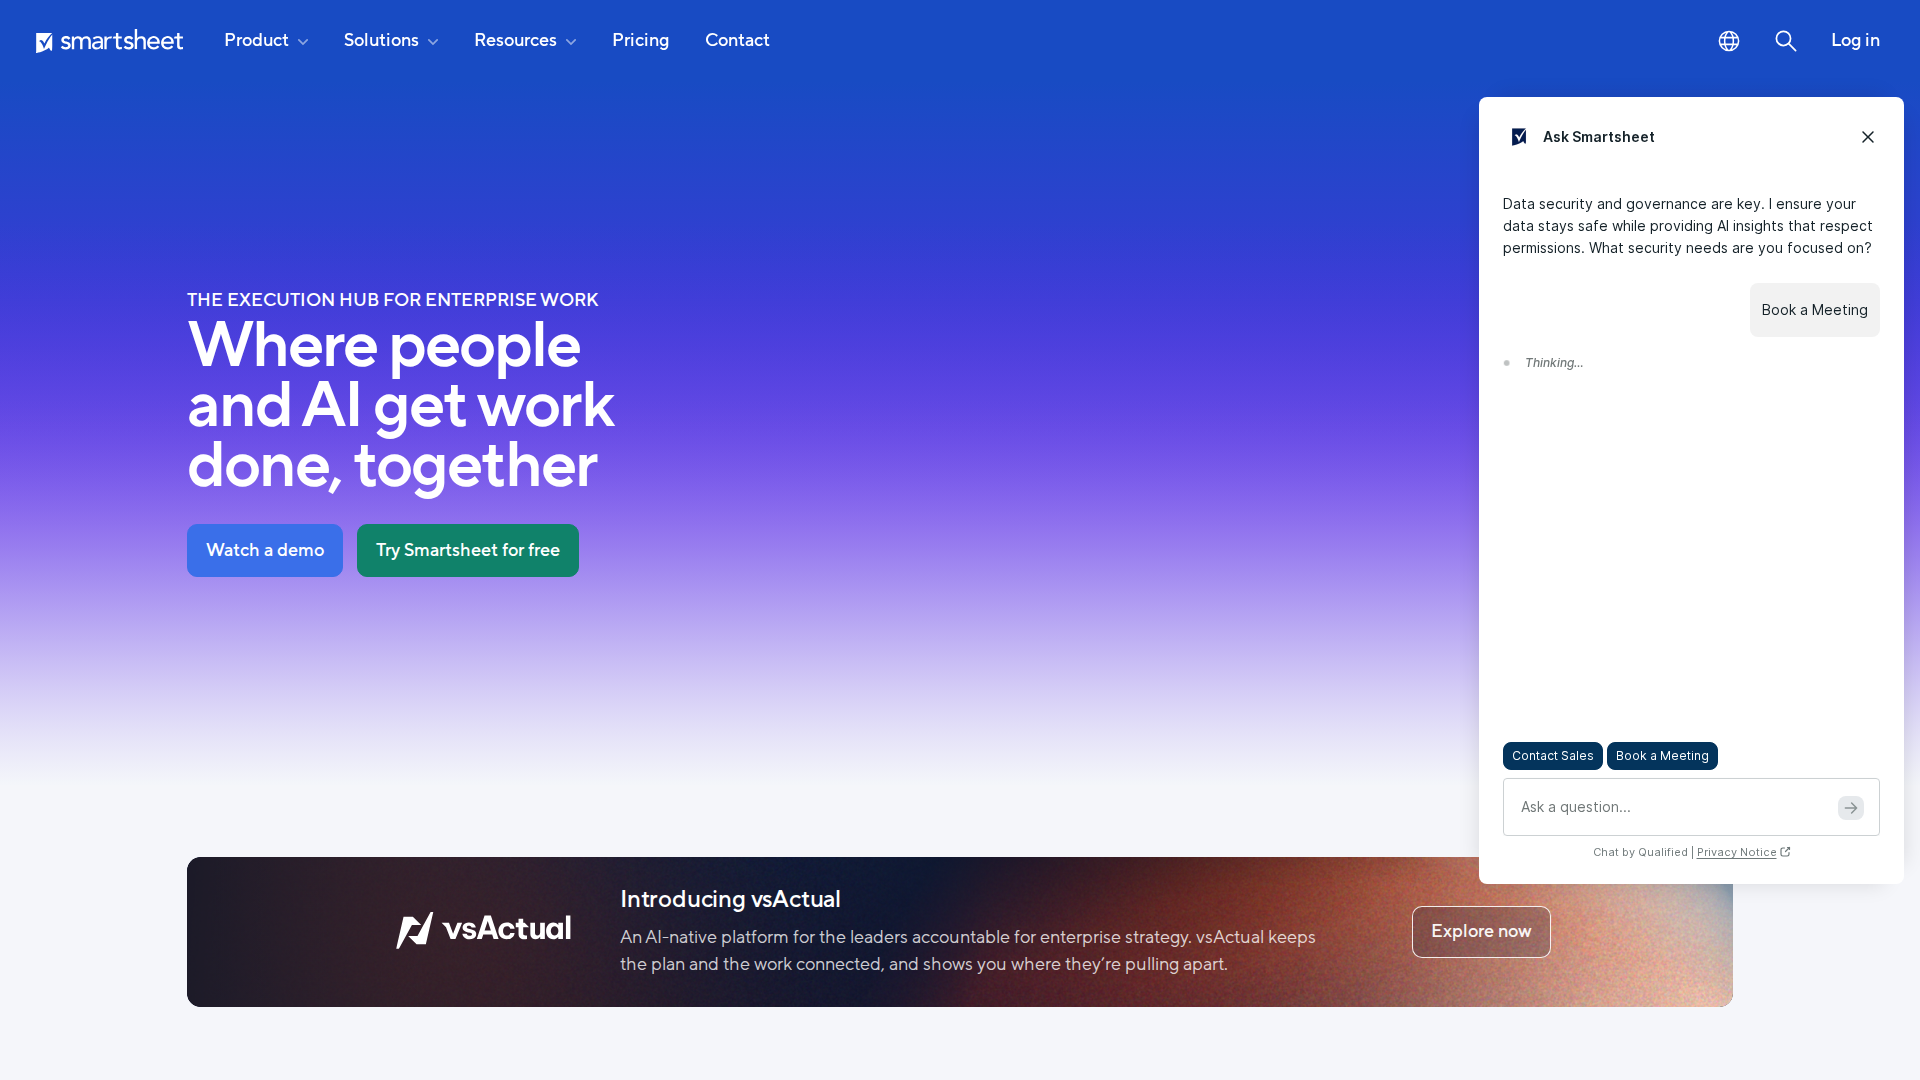 smartsheet
Product
Solutions
Resources
Pricing
Contact
Log in
THE EXECUTION HUB FOR ENTERPRISE WORK
Where people
and AI get work
done, together
Watch a demo
Try Smartsheet for free
Ask Smartsheet
Data security and governance are key. I ensure your
data stays safe while providing AI insights that respect
permissions. What security needs are you focused on?
Book a Meeting
Thinking...
Contact Sales
Book a Meeting
Ask a question...
Chat by Qualified | Privacy Notice
vsActual
Introducing vsActual
An AI-native platform for the leaders accountable for enterprise strategy. vsActual keeps
the plan and the work connected, and shows you where they’re pulling apart.
Explore now